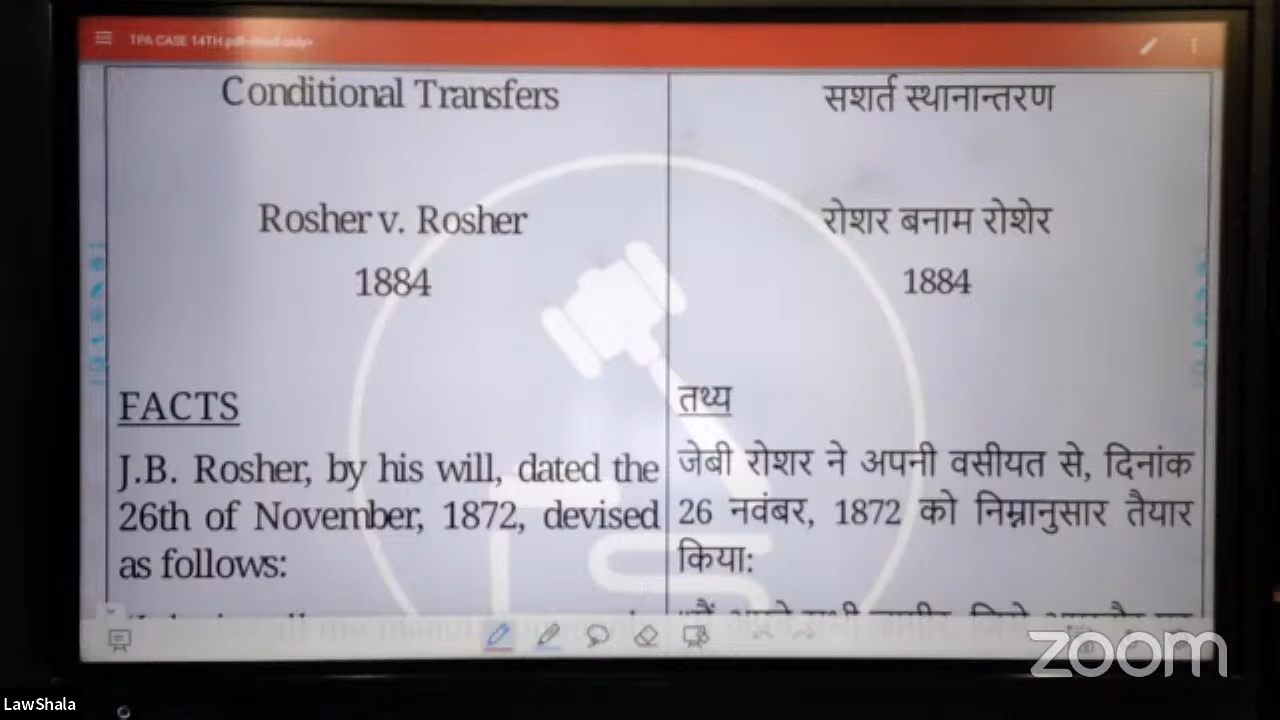 TPA CASE 14TH.pdf
Conditional Transfers
सशर्त स्थानान्तरण
Rosher v. Rosher
रोशर बनाम रोशेर
1884
1884
FACTS
J.B. Rosher, by his will, dated the
26th of November, 1872, devised
as follows:
तथ्य
जेबी रोशर ने अपनी वसीयत से, दिनांक
26 नवंबर, 1872 को निम्नानुसार तैयार
किया:
zoom
LawShala